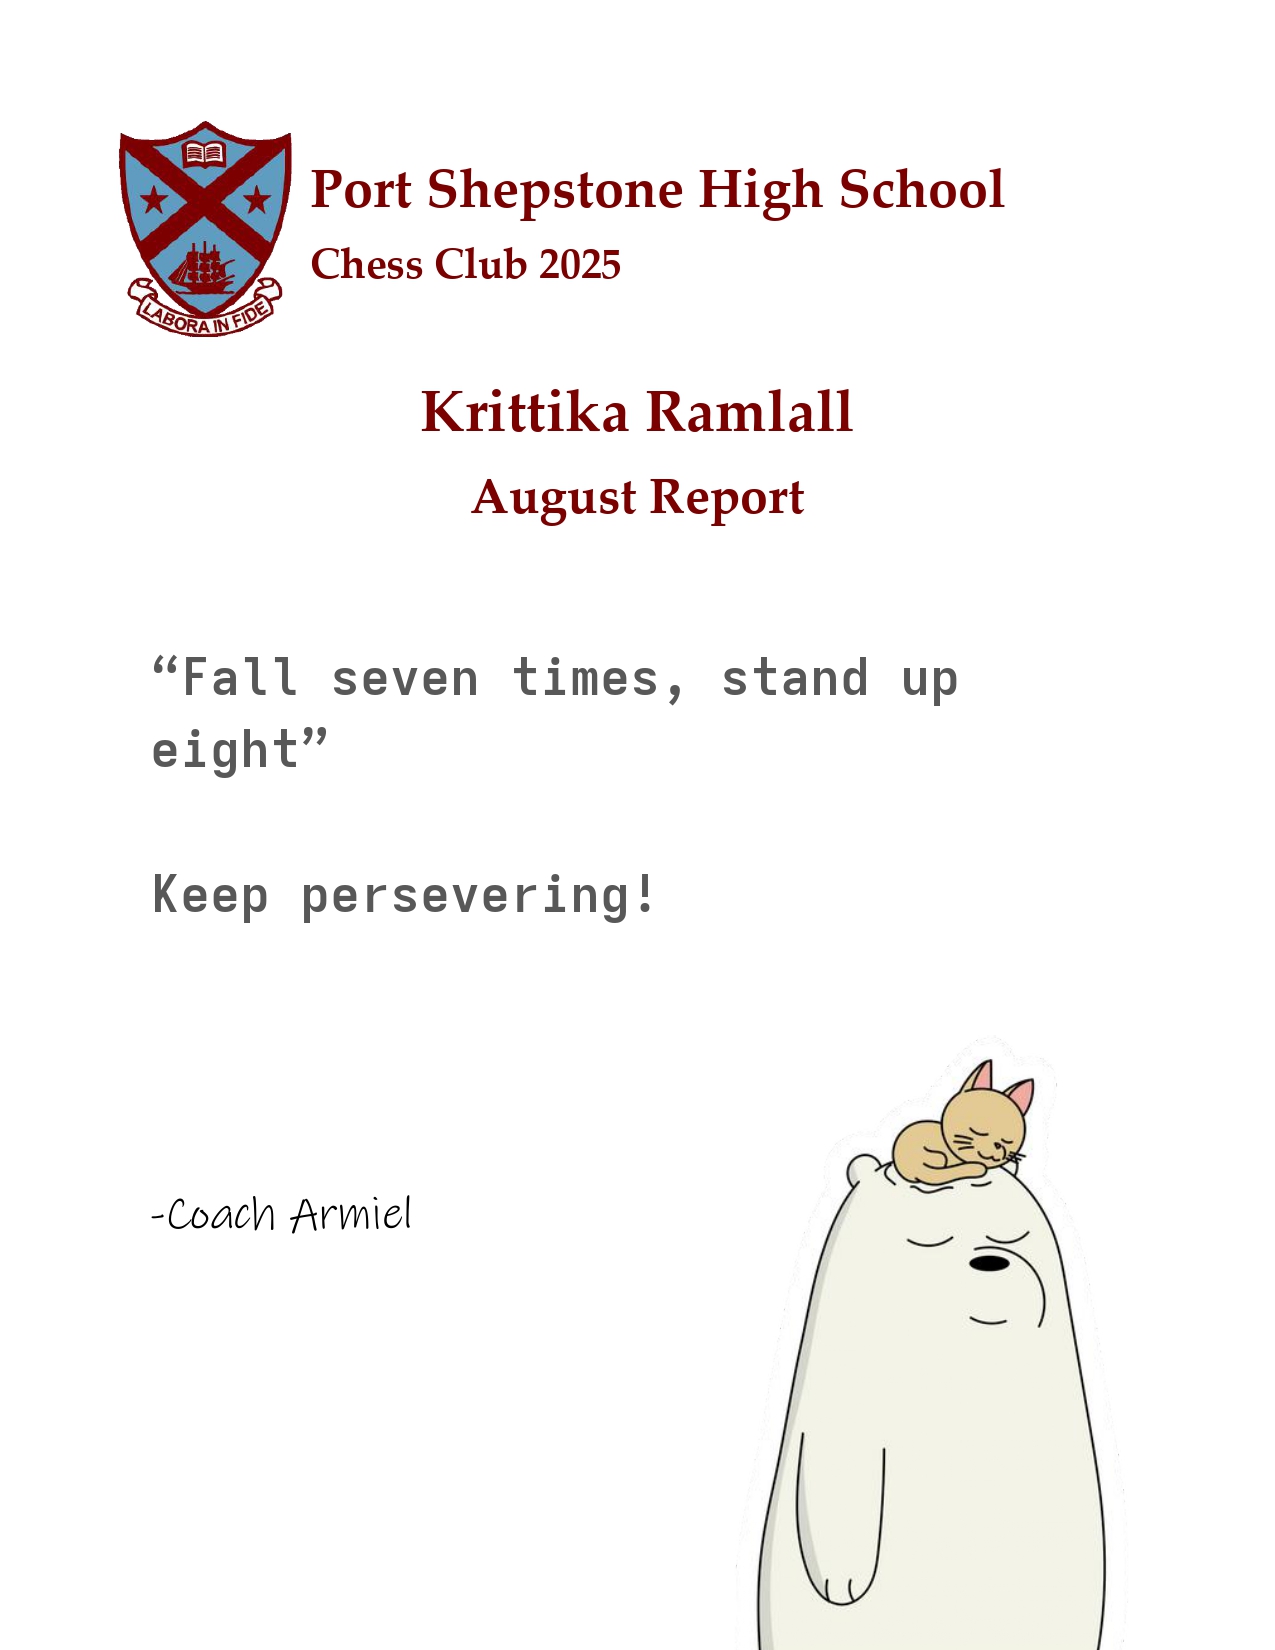 Port Shepstone High School
Chess Club 2025
LABORA IN FIDE
Krittika Ramlall
August Report
“Fall seven times, stand up
eight”
Keep persevering!
-Coach Armiel